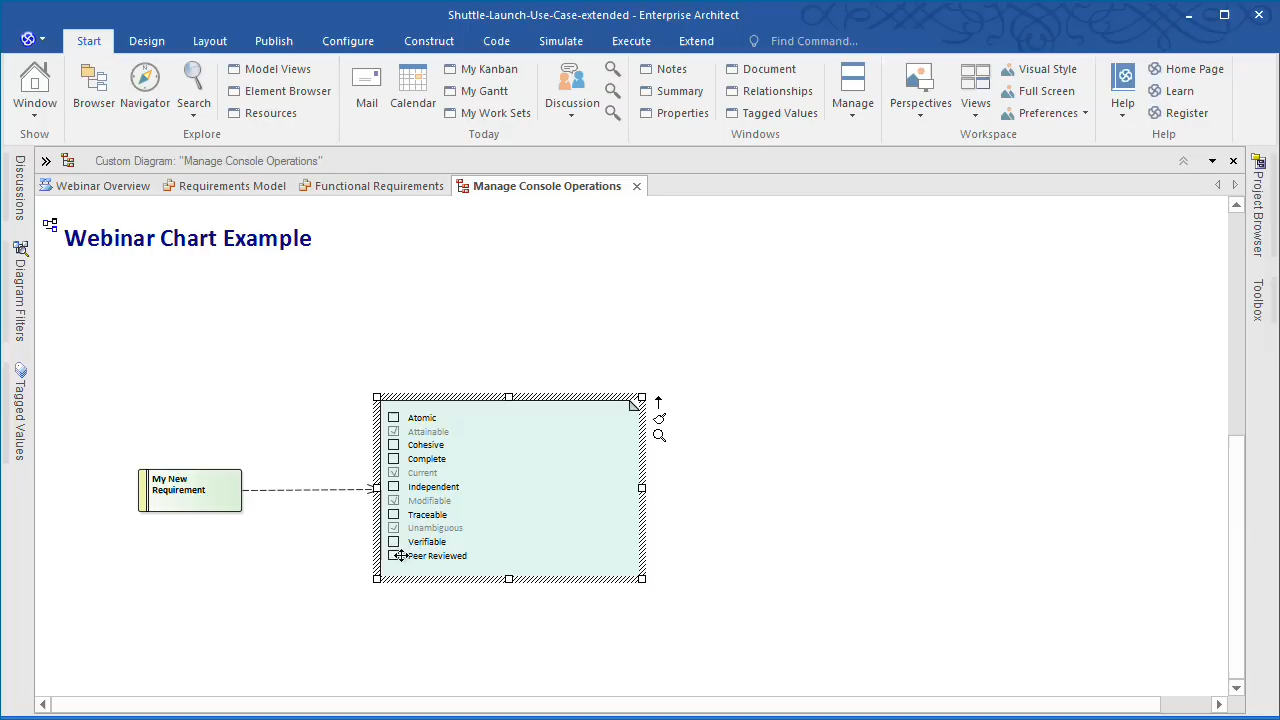 Shuttle-Launch-Use-Case-extended - Enterprise Architect
Start Design Layout Publish Configure Construct Code Simulate Execute Extend Find Command...
Model Views
Element Browser
Resources
Window
Browser
Navigator
Search
Show
Explore
My Kanban
My Gantt
My Work Sets
Mail
Calendar
Discussion
Today
Notes
Summary
Properties
Document
Relationships
Tagged Values
Manage
Windows
Perspectives
Views
Visual Style
Full Screen
Preferences
Workspace
Help
Home Page
Learn
Register
Help
Custom Diagram: "Manage Console Operations"
Webinar Overview
Requirements Model
Functional Requirements
Manage Console Operations
Discussions
Diagram Filters
Tagged Values
Webinar Chart Example
My New
Requirement
Atomic
Attainable
Cohesive
Complete
Current
Independent
Modifiable
Traceable
Unambiguous
Verifiable
Peer Reviewed
Project Browser
Toolbox